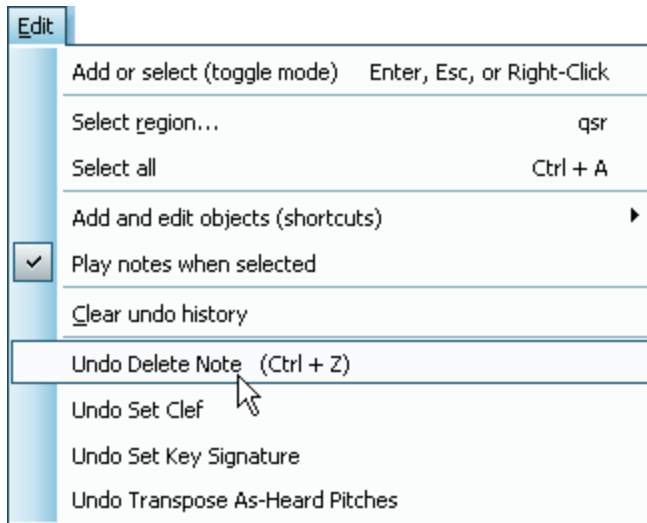 Edit
Add or select (toggle mode) Enter, Esc, or Right-Click
Select region... qsr
Select all Ctrl + A
Add and edit objects (shortcuts)
Play notes when selected
Clear undo history
Undo Delete Note (Ctrl + Z)
Undo Set Clef
Undo Set Key Signature
Undo Transpose As-Heard Pitches